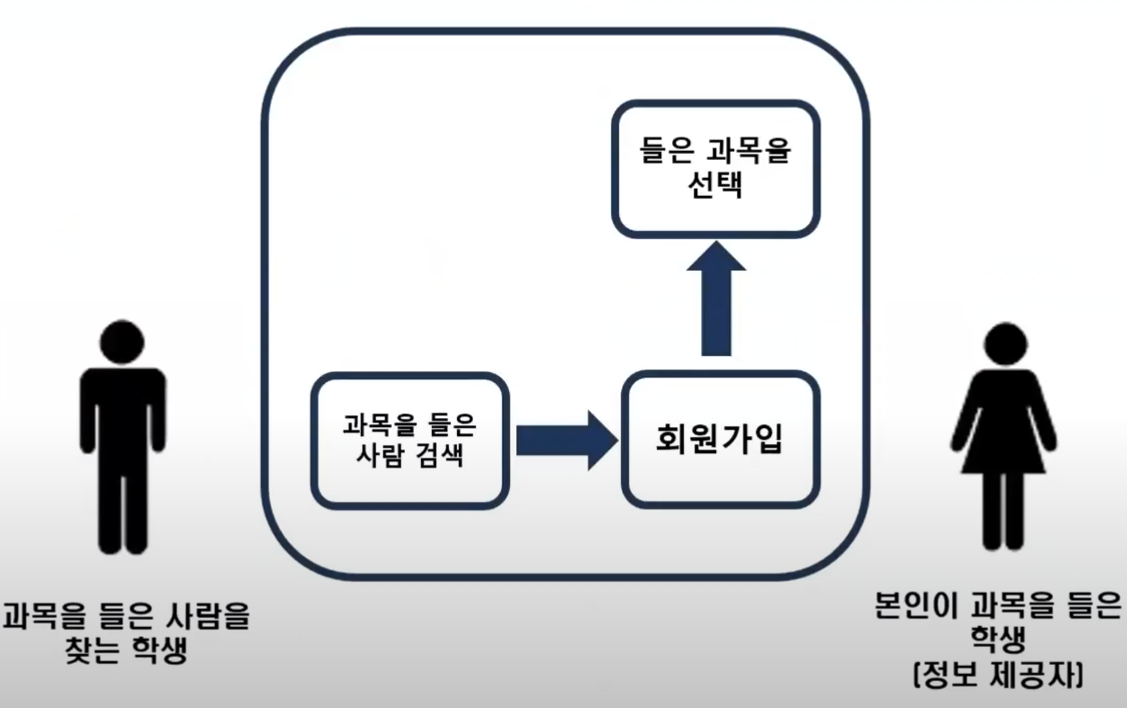 들은 과목을
선택
과목을 들은
사람 검색
회원가입
과목을 들은 사람을
찾는 학생
본인이 과목을 들은
학생
(정보 제공자)